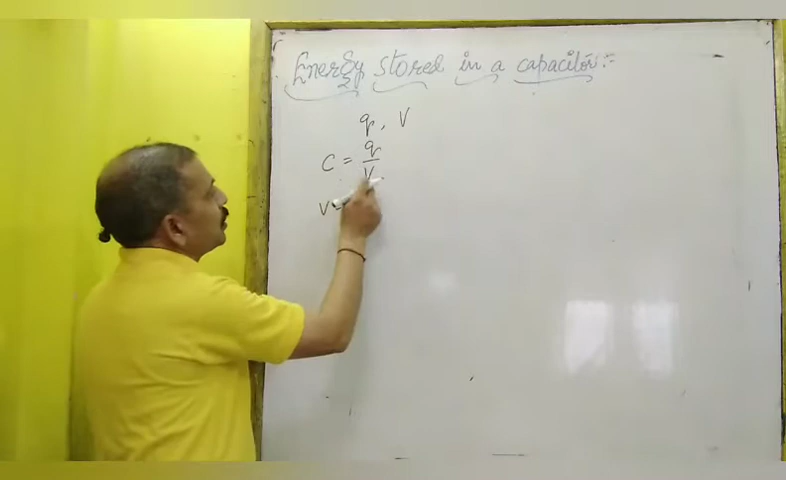 Energy stored in a capacitor :-
q, V
C = q/V
V =